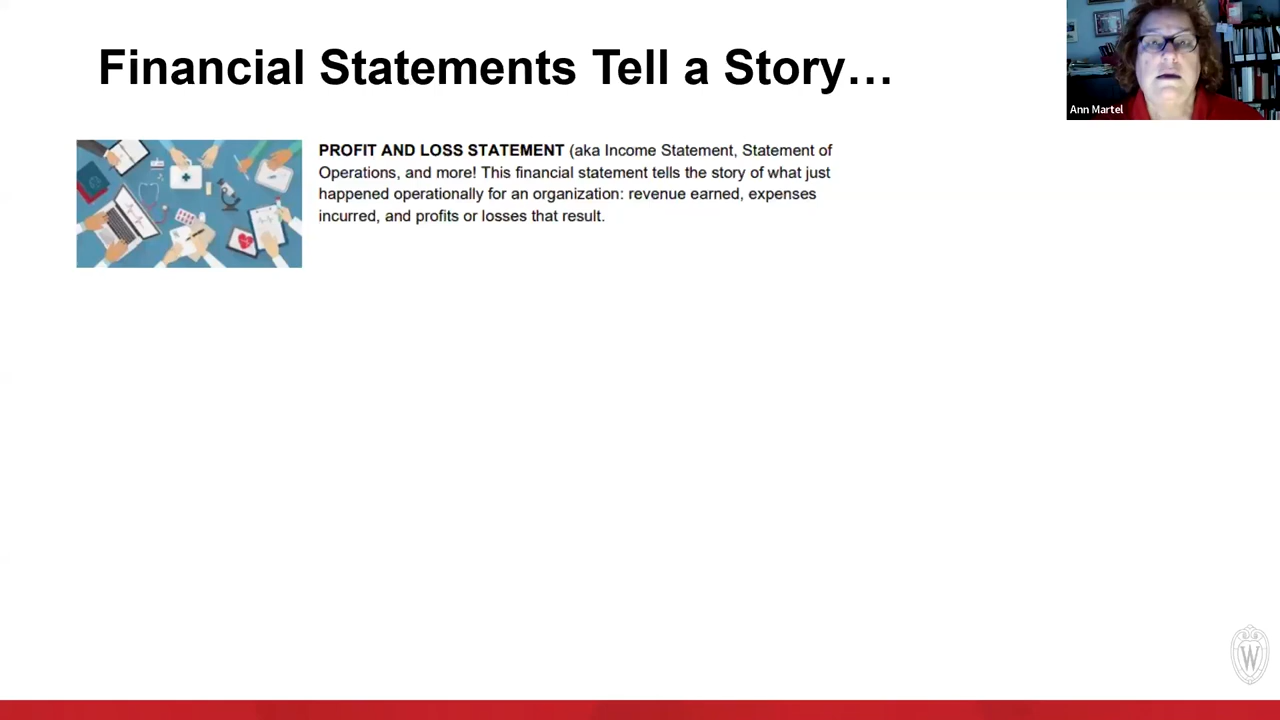 Financial Statements Tell a Story…
Ann Martel
PROFIT AND LOSS STATEMENT (aka Income Statement, Statement of
Operations, and more! This financial statement tells the story of what just
happened operationally for an organization: revenue earned, expenses
incurred, and profits or losses that result.
W